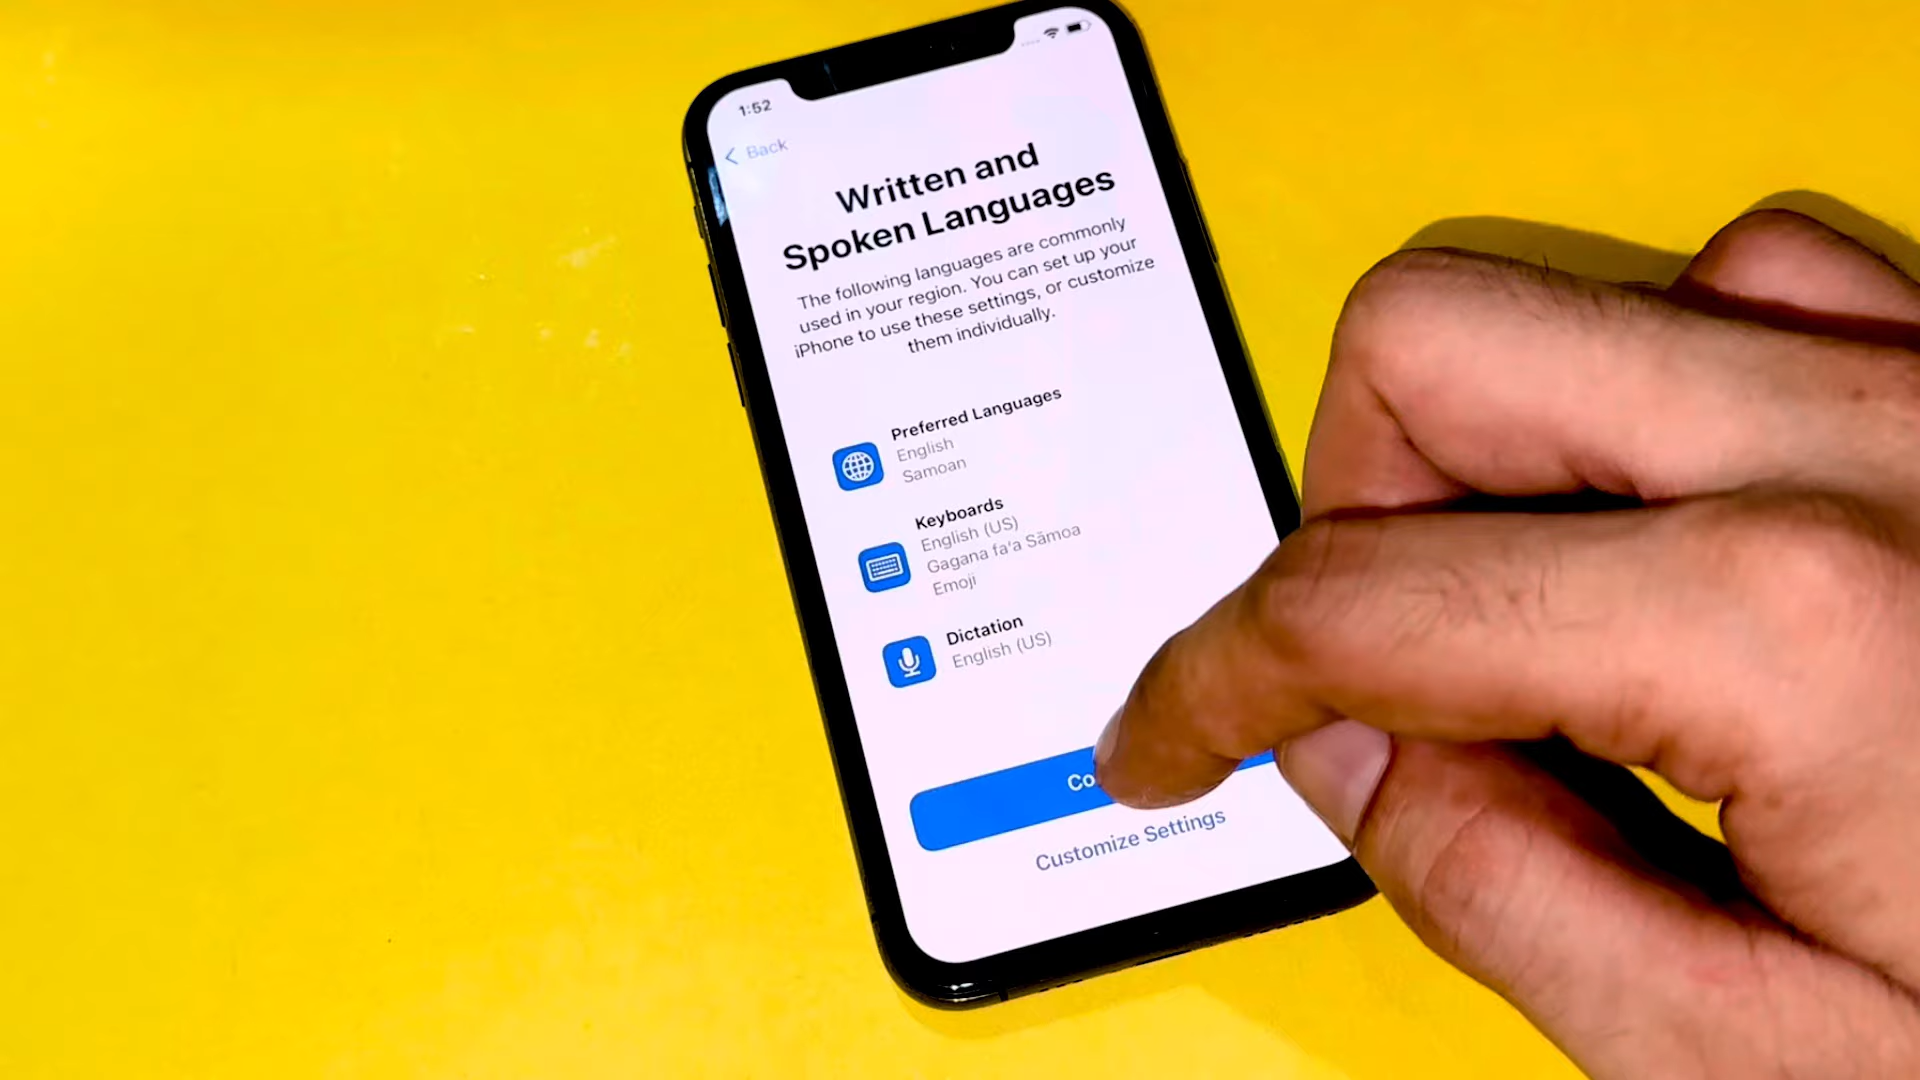 1:52
Back
Written and
Spoken Languages
The following languages are commonly
used in your region. You can set up your
iPhone to use these settings, or customize
them individually.
Preferred Languages
English
Samoan
Keyboards
English (US)
Gagana fa'a Sāmoa
Emoji
Dictation
English (US)
Co
Customize Settings